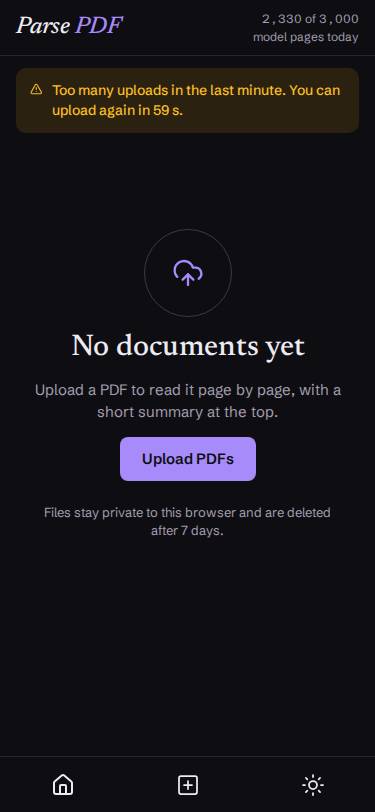 Parse PDF
2,330 of 3,000
model pages today
Too many uploads in the last minute. You can
upload again in 59 s.
No documents yet
Upload a PDF to read it page by page, with a
short summary at the top.
Upload PDFs
Files stay private to this browser and are deleted
after 7 days.